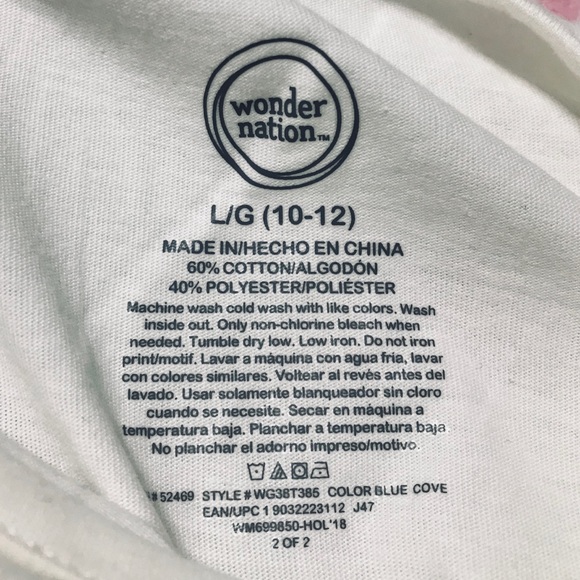 wonder
nation™
L/G (10-12)
MADE IN/HECHO EN CHINA
60% COTTON/ALGODÓN
40% POLYESTER/POLIÉSTER
Machine wash cold wash with like colors. Wash
inside out. Only non-chlorine bleach when
needed. Tumble dry low. Low iron. Do not iron
print/motif. Lavar a máquina con agua fria, lavar
con colores similares. Voltear al revés antes del
lavado. Usar solamente blanqueador sin cloro
cuando se necesite. Secar en máquina a
temperatura baja. Planchar a temperatura baja
No planchar el adorno impreso/motivo.
# 52469 STYLE # WG38T385 COLOR BLUE COVE
EAN/UPC 1 9032223112 J47
WM699850-HOL'18
2 OF 2